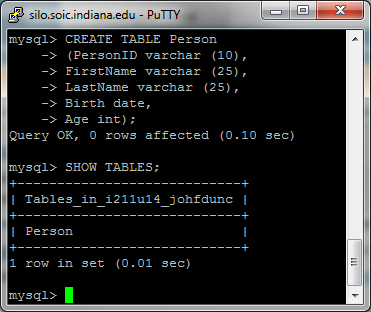 silo.soic.indiana.edu - PuTTY
mysql> CREATE TABLE Person
    -> (PersonID varchar (10),
    -> FirstName varchar (25),
    -> LastName varchar (25),
    -> Birth date,
    -> Age int);
Query OK, 0 rows affected (0.10 sec)

mysql> SHOW TABLES;
+----------------------------+
| Tables_in_i211u14_johfdunc |
+----------------------------+
| Person                     |
+----------------------------+
1 row in set (0.01 sec)

mysql>